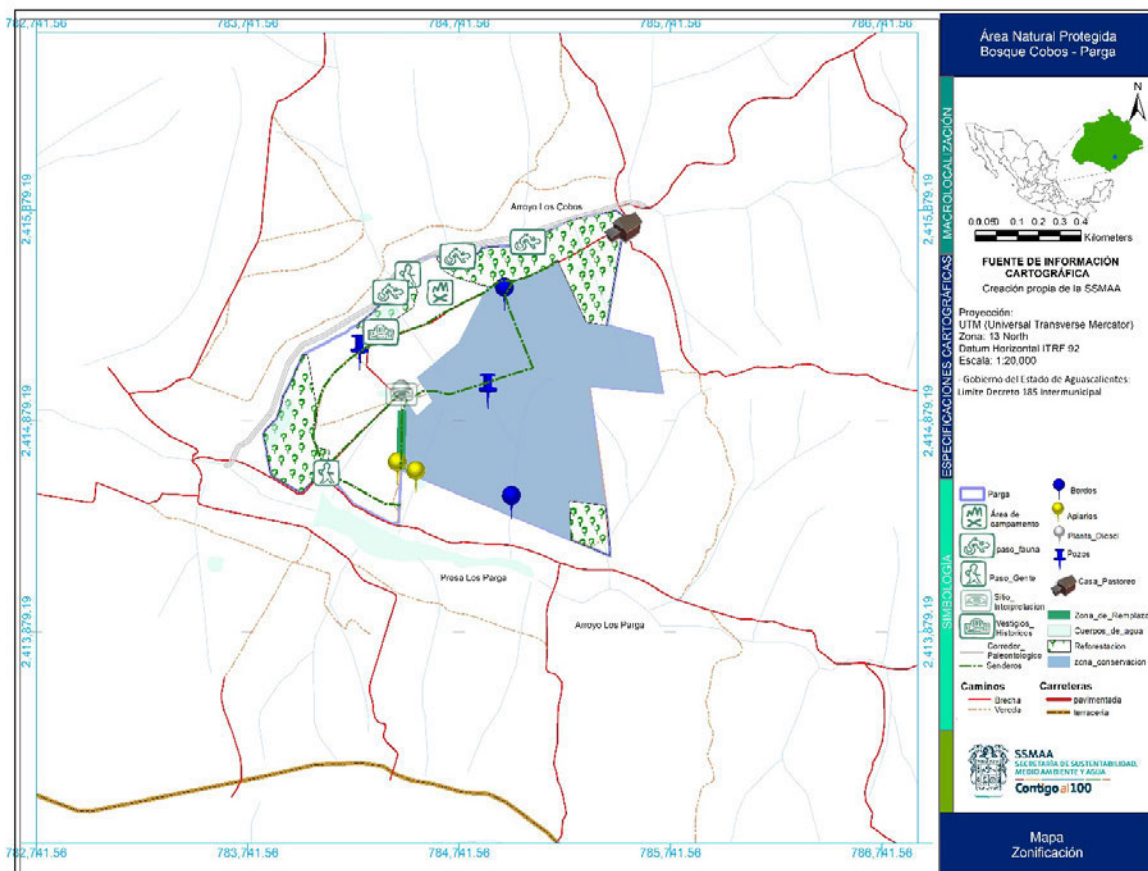 782,741.56
783,741.56
784,741.56
785,741.56
786,741.56
2,415,879.19
2,415,879.19
2,414,879.19
2,414,879.19
2,413,879.19
2,413,879.19
Arroyo Los Cobos
Presa Los Parga
Arroyo Los Parga
782,741.56
783,741.56
784,741.56
785,741.56
786,741.56
Área Natural Protegida
Bosque Cobos - Parga
MACROLOCALIZACIÓN
N
0.0 0.05 0.1 0.2 0.3 0.4
Kilometers
ESPECIFICACIONES CARTOGRÁFICAS
FUENTE DE INFORMACIÓN
CARTOGRÁFICA
Creación propia de la SSMAA
Proyección:
UTM (Universal Transverse Mercator)
Zona: 13 North
Datum Horizontal ITRF 92
Escala: 1:20,000
- Gobierno del Estado de Aguascalientes:
Limite Decreto 185 Intermunicipal
SIMBOLOGÍA
Parga
Área de
campamento
paso_fauna
Paso_Gente
Sitio_
Interpretacion
Vestigios_
Historicos
Corredor_
Paleontologico
Senderos
Bordos
Apiarios
Planta_Diesel
Pozos
Casa_Pastoreo
Zona_de_Remplazo
Cuerpos_de_agua
Reforestacion
zona_conservacion
Caminos
Brecha
Vereda
Carreteras
pavimentada
terraceria
SSMAA
SECRETARÍA DE SUSTENTABILIDAD,
MEDIO AMBIENTE Y AGUA
Contigo al 100
Mapa
Zonificación